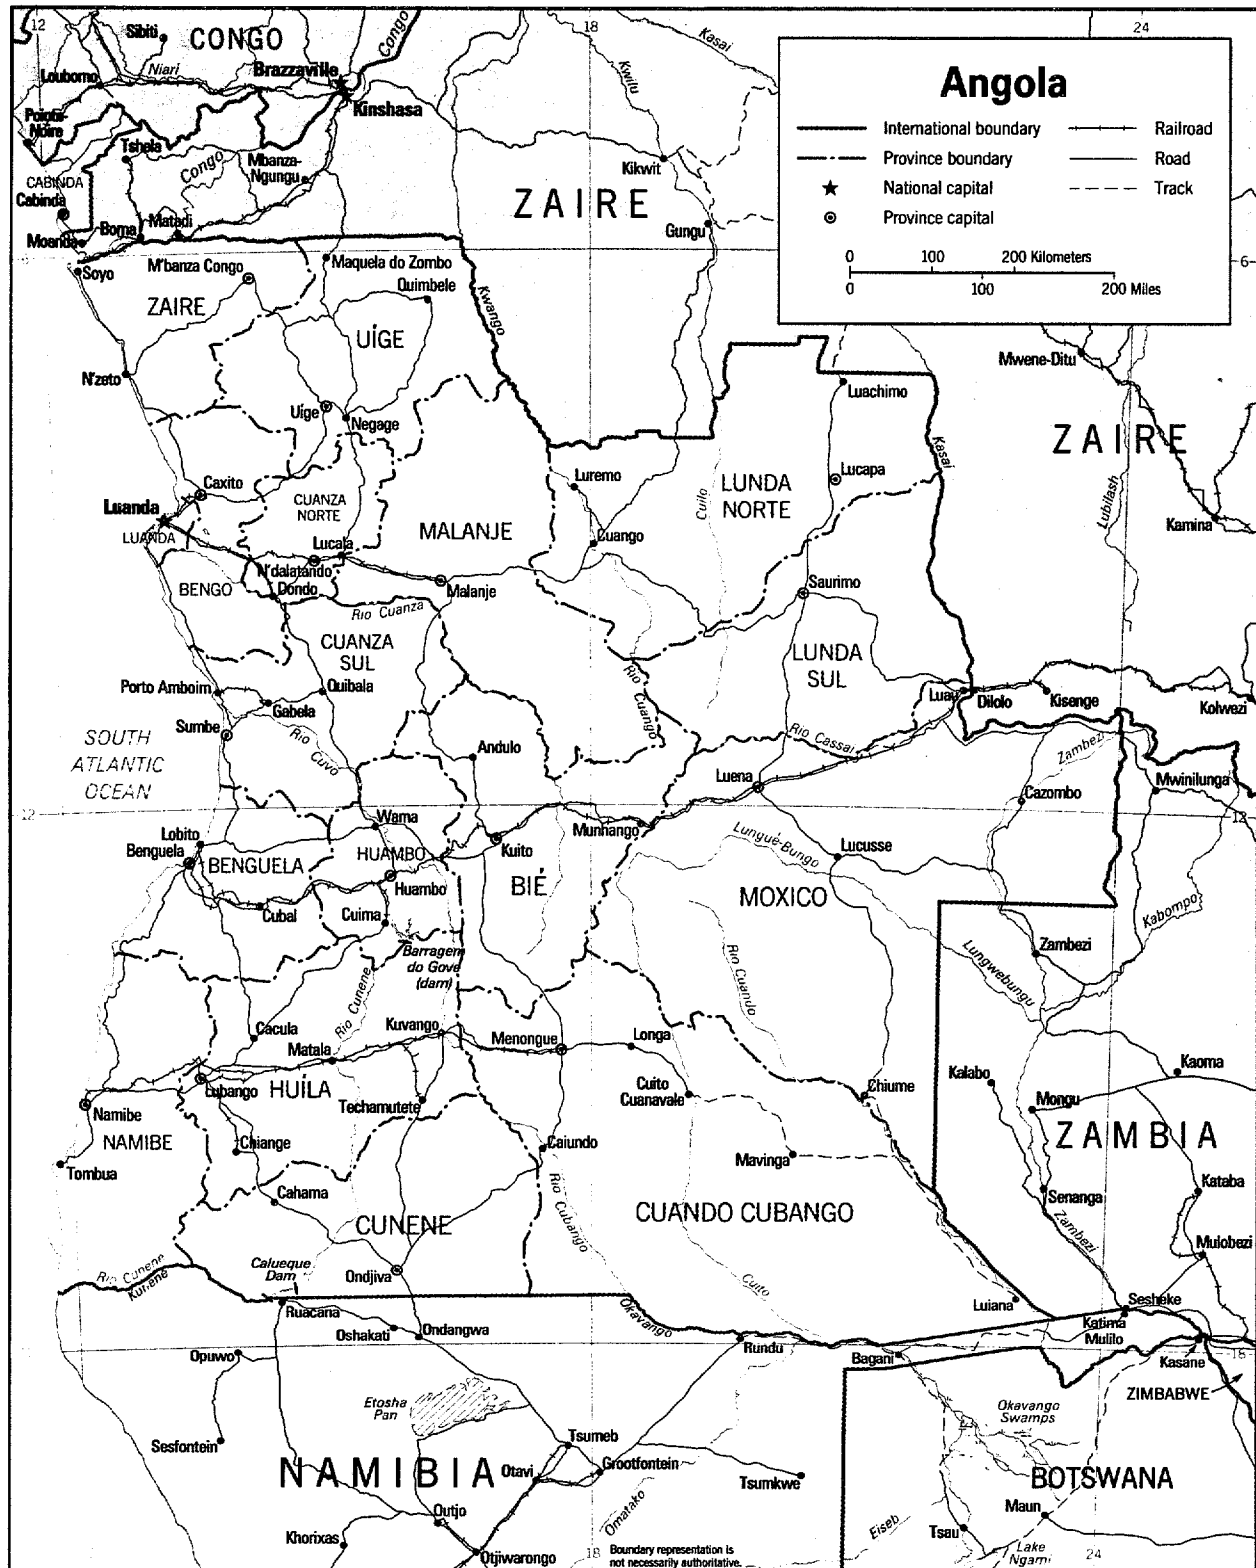 12
18
24
Sibiti
CONGO
Congo
Kasai
Niari
Loubomo
Brazzaville
Kwilu
Kinshasa
Angola
International boundary
Railroad
Province boundary
Road
National capital
Track
Province capital
0 100 200 Kilometers
0 100 200 Miles
Pointe-
Noire
Tshela
Congo
Mbanza-
Ngungu
Kikwit
CABINDA
Cabinda
ZAIRE
Gungu
Moanda
Boma
Matadi
Soyo
M'banza Congo
Maquela do Zombo
6
ZAIRE
Quimbele
Kwango
UÍGE
Mwene-Ditu
N'zeto
Luachimo
Uíge
Negage
ZAIRE
Kasai
Caxito
Luremo
Lucapa
LUNDA
NORTE
Cuilo
Lubilash
Kamina
Luanda
LUANDA
CUANZA
NORTE
MALANJE
Lucala
Cuango
N'dalatando
BENGO
Dondo
Malanje
Saurimo
Rio Cuanza
CUANZA
SUL
LUNDA
SUL
Rio Cuango
Porto Amboim
Quibala
Gabela
Luau
Dilolo
Kisenge
Kolwezi
Sumbe
Rio Cuvo
Andulo
Rio Cassai
Zambezi
SOUTH
ATLANTIC
OCEAN
Luena
Cazombo
Mwinilunga
12
12
Wama
Munhango
Lobito
Benguela
BENGUELA
HUAMBO
Kuito
Lungué-Bungo
Lucusse
Huambo
BIÉ
MOXICO
Cubal
Cuima
Kabompo
Barragem
do Gove
(dam)
Rio Cuando
Lungwebungu
Zambezi
Rio Cunene
Cacula
Kuvango
Menongue
Longa
Matala
Lubango
HUÍLA
Techamutete
Cuito
Cuanavale
Chiume
Kalabo
Kaoma
Mongu
Namibe
NAMIBE
ZAMBIA
Chiange
Caiundo
Mavinga
Tombua
Cahama
Rio Cubango
CUANDO CUBANGO
Senanga
Kataba
CUNENE
Zambezi
Mulobezi
Rio Cunene
Kunene
Calueque
Dam
Ondjiva
Cuito
Luiana
Sesheke
Ruacana
Oshakati
Ondangwa
Okavango
Rundu
Katima
Mulilo
Opuwo
Bagani
Kasane
18
ZIMBABWE
Etosha
Pan
Okavango
Swamps
Sesfontein
Tsumeb
NAMIBIA
Otavi
Grootfontein
Tsumkwe
BOTSWANA
Outjo
Omatako
Maun
Khorixas
Eiseb
Tsau
Lake
Ngami
Otjiwarongo
18
Boundary representation is
not necessarily authoritative.
24